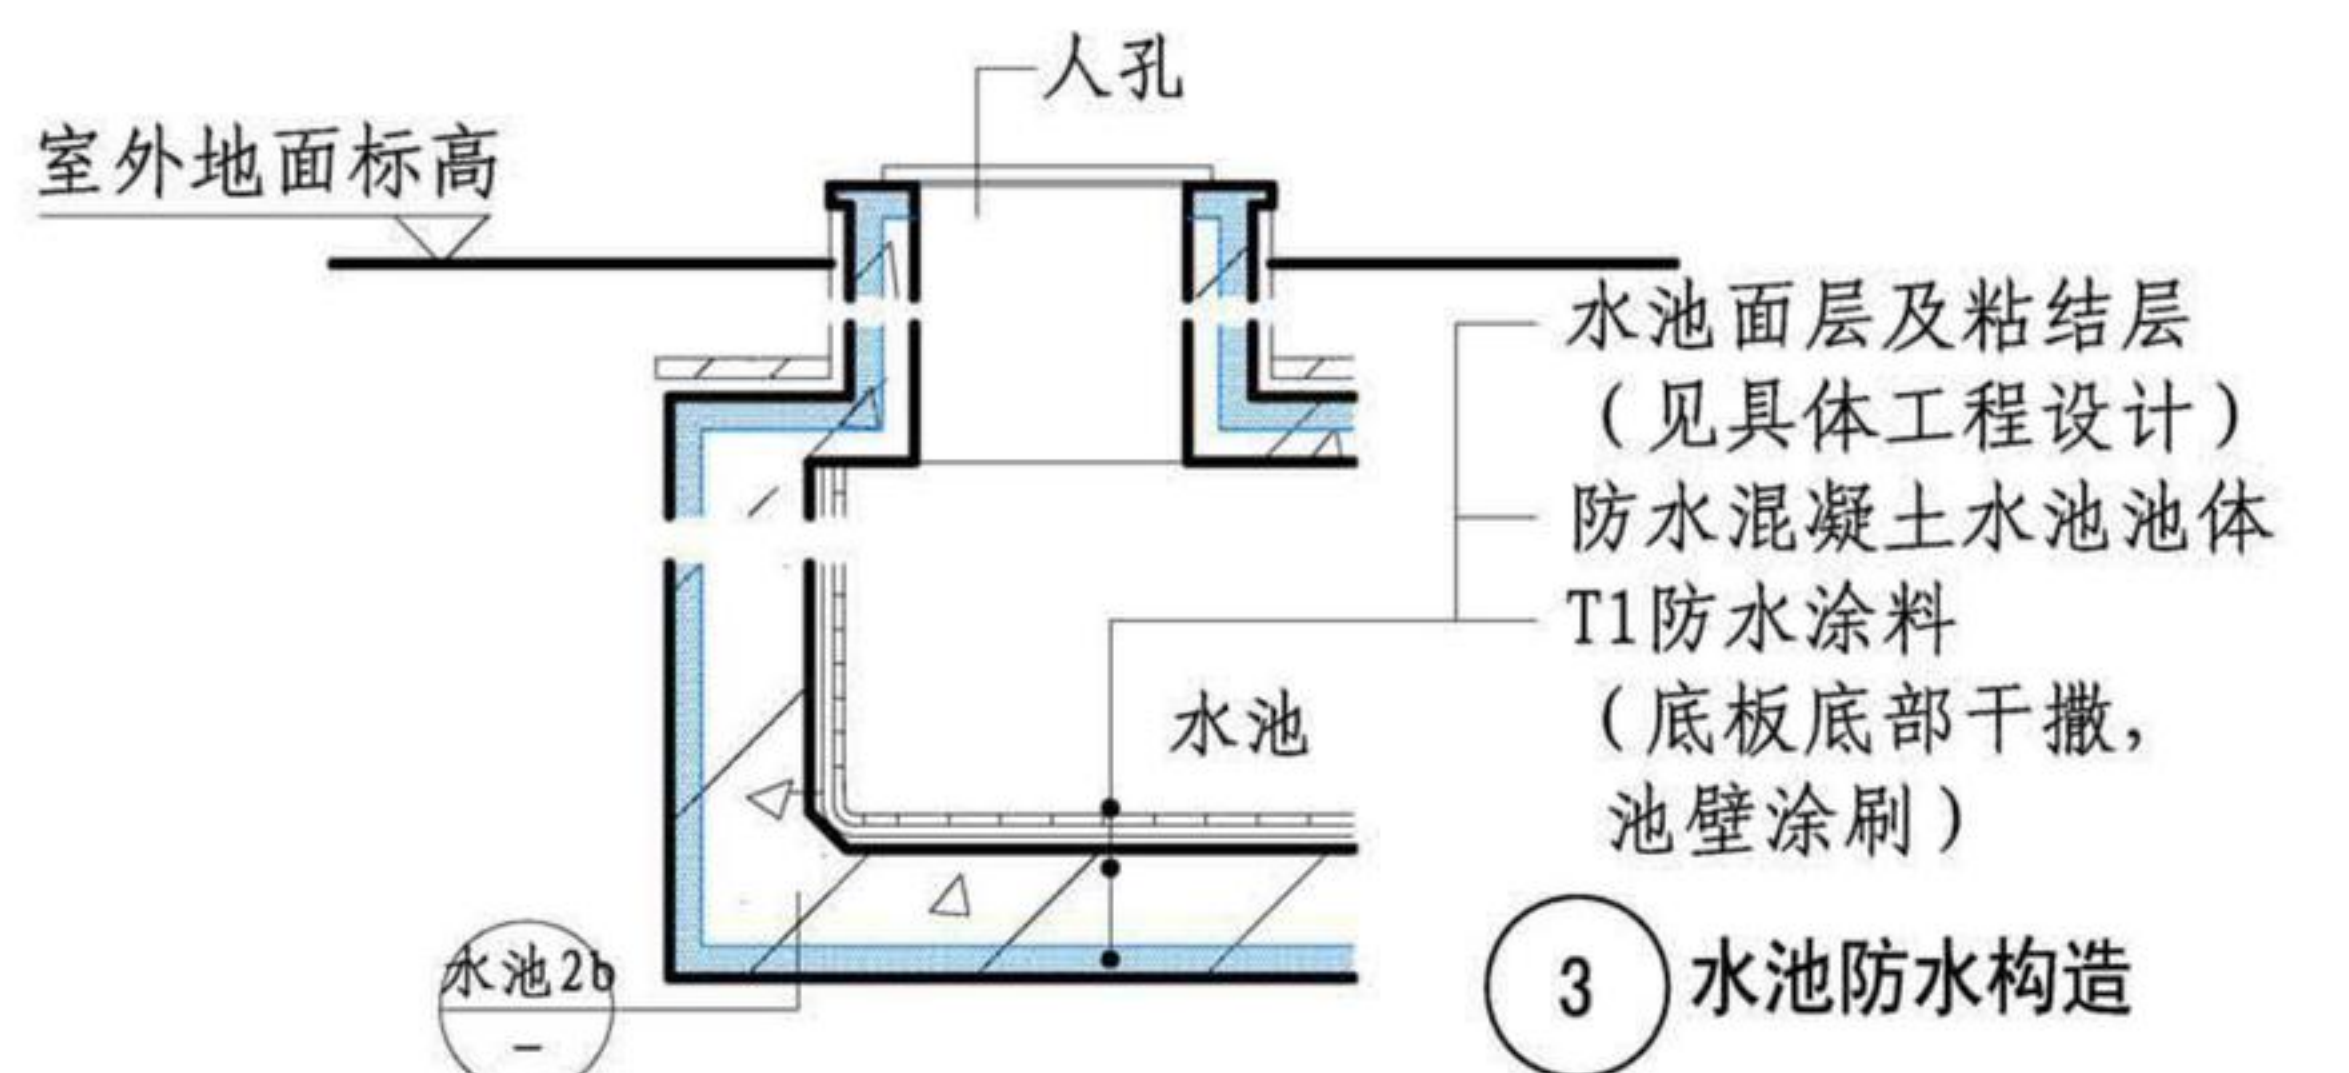 人孔
室外地面标高
水池面层及粘结层
（见具体工程设计）
防水混凝土水池池体
T1防水涂料
（底板底部干撒，
池壁涂刷）
水池
水池2b
-
3 水池防水构造